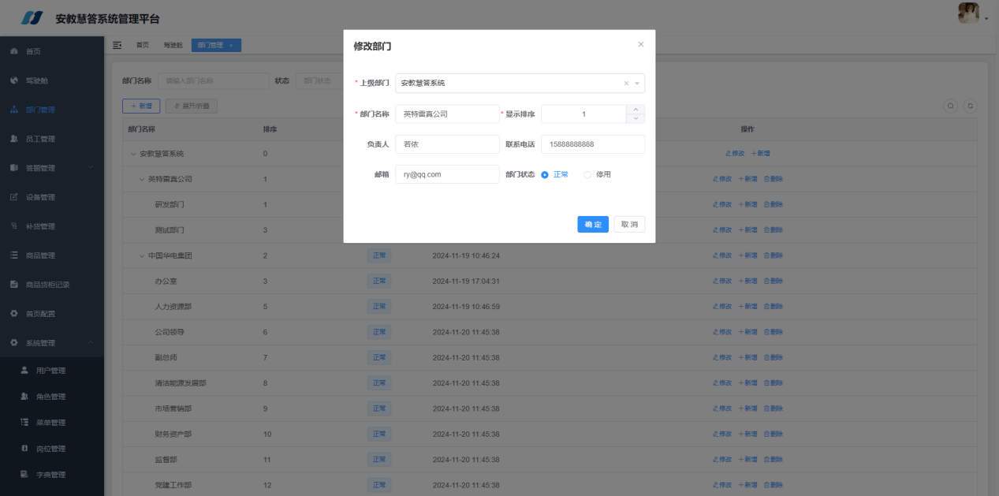 安教慧答系统管理平台
首页
驾驶舱
部门管理
员工管理
答题管理
设备管理
补货管理
商品管理
商品货柜记录
首页配置
系统管理
用户管理
角色管理
菜单管理
岗位管理
字典管理
首页 驾驶舱 部门管理 ×
部门名称 请输入部门名称 状态 部门状态
+ 新增 展开/折叠
部门名称 排序 操作
安教慧答系统 0 修改 +新增
英特雷真公司 1 修改 +新增 删除
研发部门 1 修改 +新增 删除
测试部门 3 修改 +新增 删除
中国华电集团 2 正常 2024-11-19 10:46:24 修改 +新增 删除
办公室 3 正常 2024-11-19 17:04:31 修改 +新增 删除
人力资源部 5 正常 2024-11-19 10:46:59 修改 +新增 删除
公司领导 6 正常 2024-11-20 11:45:38 修改 +新增 删除
副总师 7 正常 2024-11-20 11:45:38 修改 +新增 删除
清洁能源发展部 8 正常 2024-11-20 11:45:38 修改 +新增 删除
市场营销部 9 正常 2024-11-20 11:45:38 修改 +新增 删除
财务资产部 10 正常 2024-11-20 11:45:38 修改 +新增 删除
监督部 11 正常 2024-11-20 11:45:38 修改 +新增 删除
党建工作部 12 正常 2024-11-20 11:45:38 修改 +新增 删除
修改部门 ×
* 上级部门 安教慧答系统
* 部门名称 英特雷真公司 * 显示排序 1
负责人 若依 联系电话 15888888888
邮箱 ry@qq.com 部门状态 正常 停用
确 定 取 消